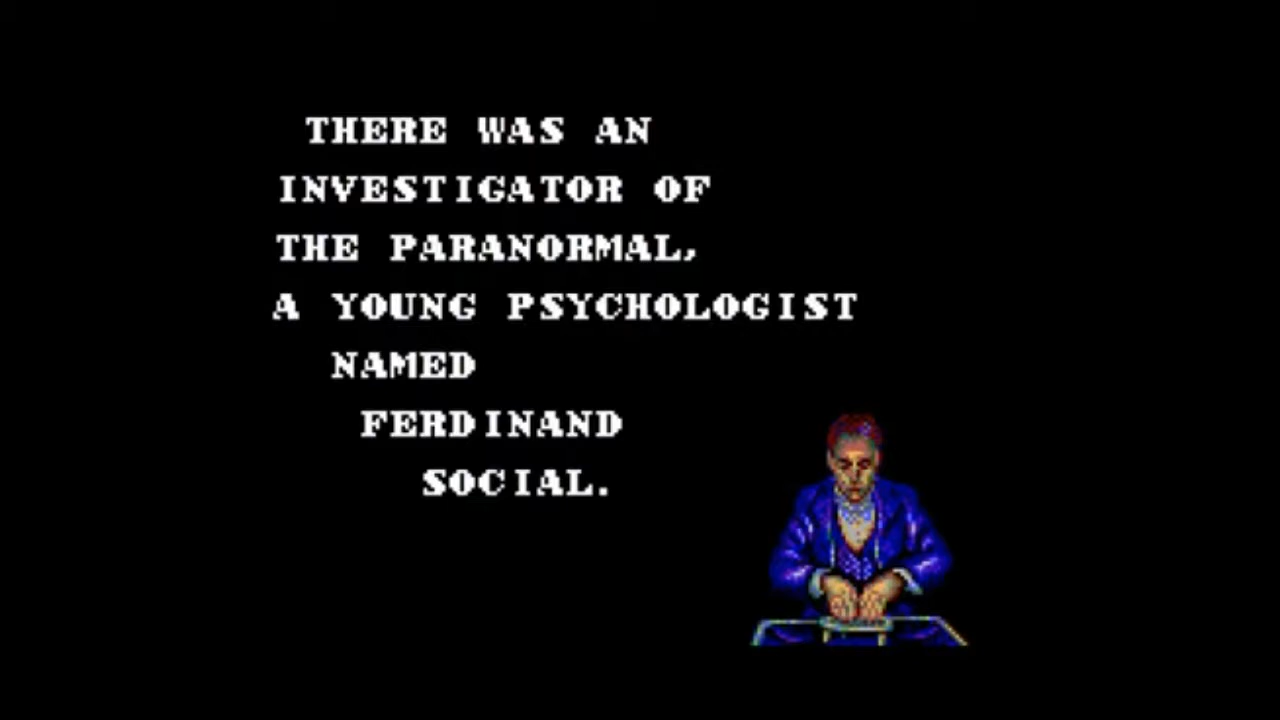 THERE WAS AN
INVESTIGATOR OF
THE PARANORMAL,
A YOUNG PSYCHOLOGIST
NAMED
FERDINAND
SOCIAL.